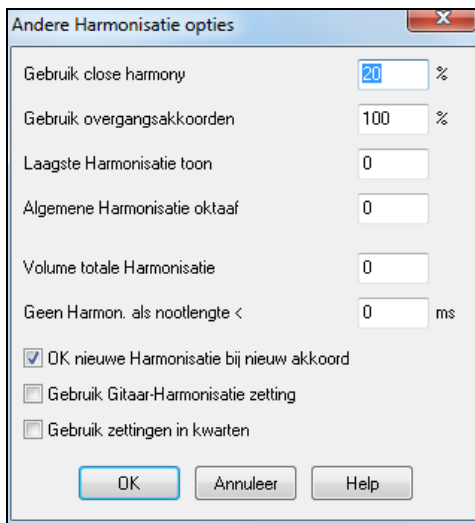 Andere Harmonisatie opties
Gebruik close harmony 20 %
Gebruik overgangsakkoorden 100 %
Laagste Harmonisatie toon 0
Algemene Harmonisatie oktaaf 0
Volume totale Harmonisatie 0
Geen Harmon. als nootlengte < 0 ms
OK nieuwe Harmonisatie bij nieuw akkoord
Gebruik Gitaar-Harmonisatie zetting
Gebruik zettingen in kwarten
OK Annuleer Help